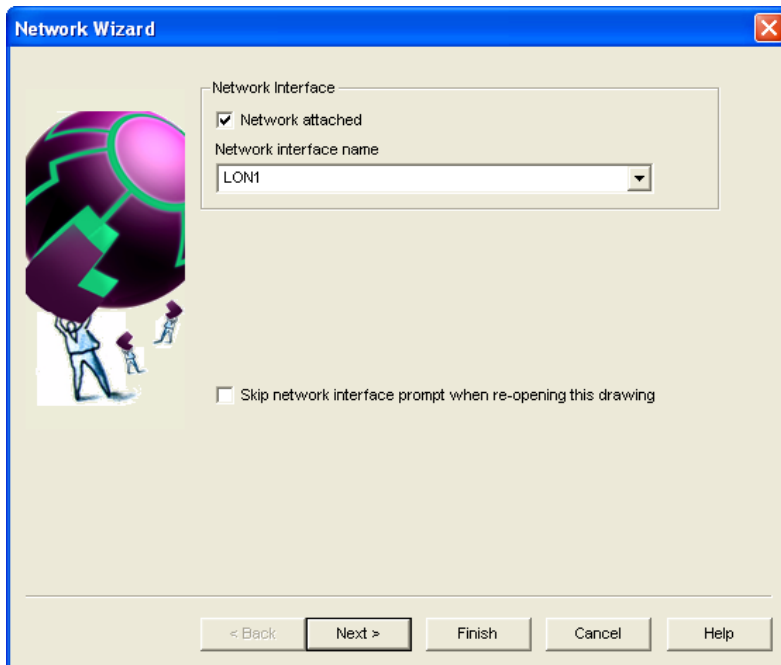 Network Wizard
Network Interface
Network attached
Network interface name
LON1
Skip network interface prompt when re-opening this drawing
< Back Next > Finish Cancel Help